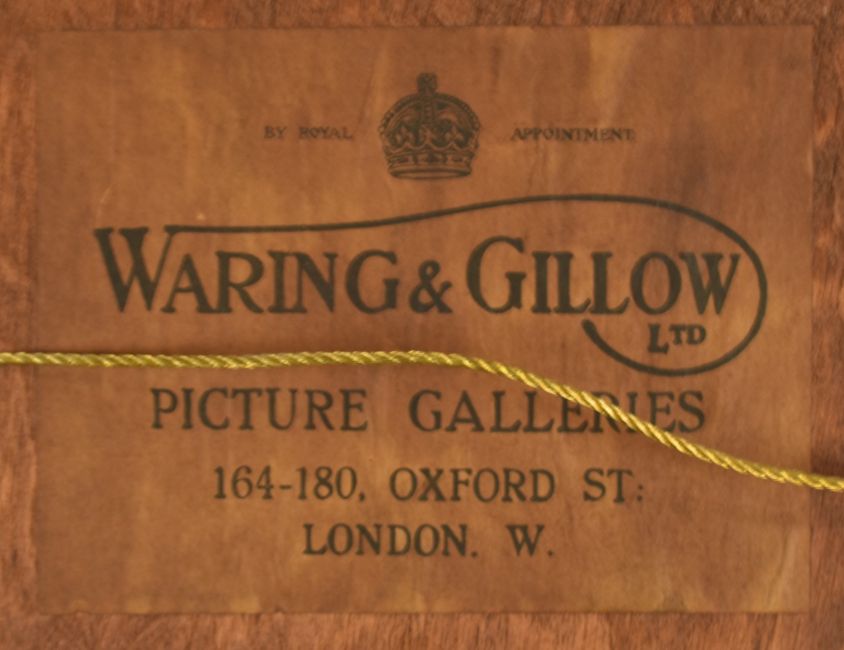 BY ROYAL APPOINTMENT
WARING & GILLOW
LTD
PICTURE GALLERIES
164-180, OXFORD ST:
LONDON. W.